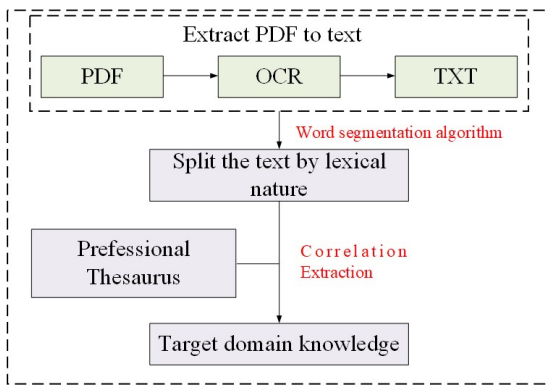 Extract PDF to text
PDF
OCR
TXT
Word segmentation algorithm
Split the text by lexical
nature
Prefessional
Thesaurus
Correlation
Extraction
Target domain knowledge